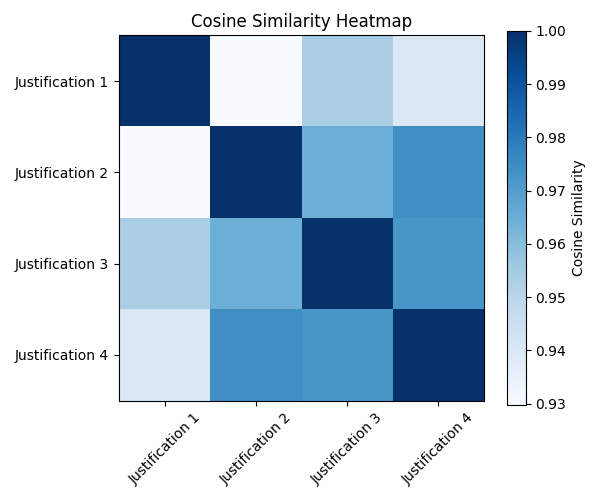 Cosine Similarity Heatmap
Justification 1
Justification 2
Justification 3
Justification 4
Justification 1
Justification 2
Justification 3
Justification 4
1.00
0.99
0.98
0.97
0.96
0.95
0.94
0.93
Cosine Similarity